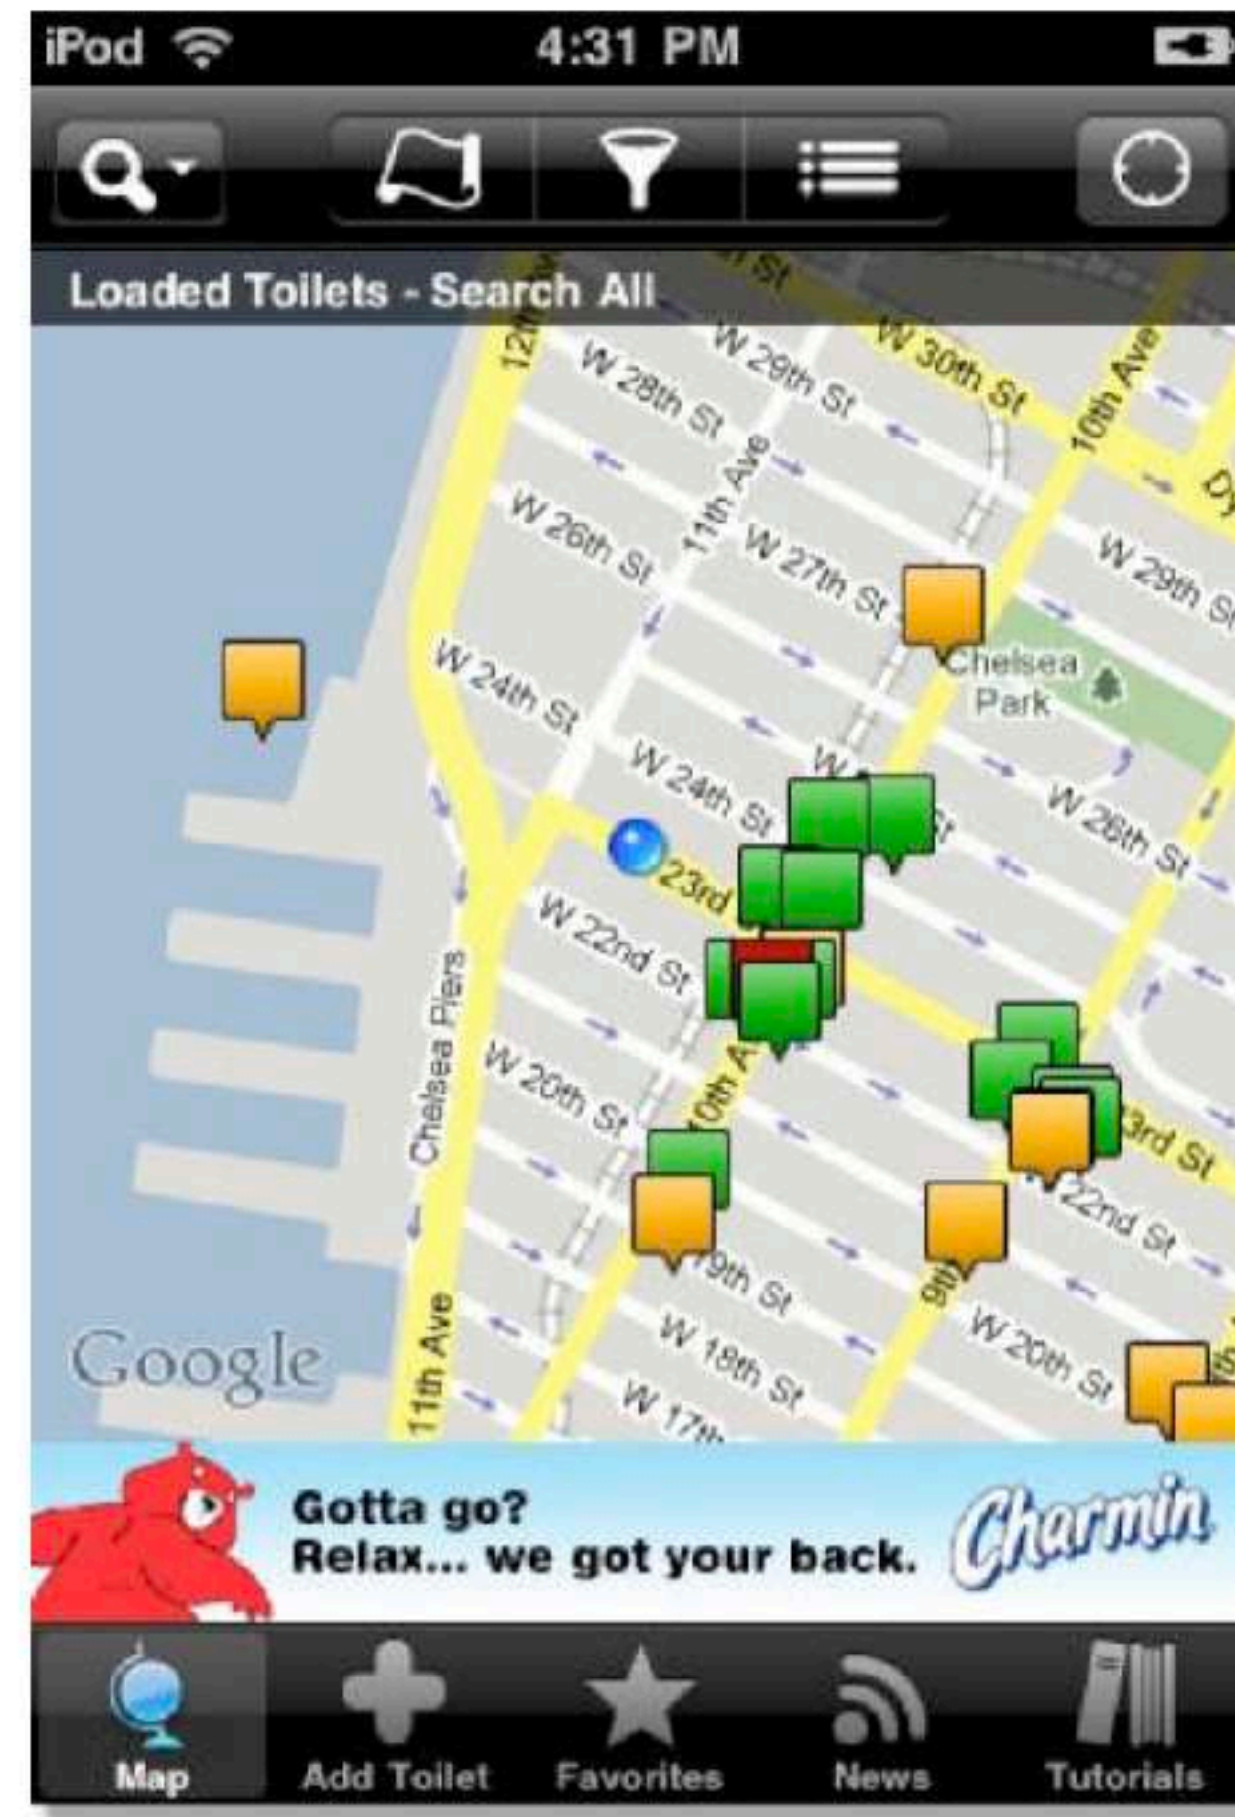 iPod
4:31 PM
Loaded Toilets - Search All
12th
W 30th St
W 29th St
W 28th St
10th Ave
11th Ave
W 27th St
W 26th St
W 29th St
Chelsea
Park
W 24th St
W 24th St
W 26th St
23rd
W 22nd St
Chelsea Piers
W 20th St
10th A
3rd St
22nd St
9th
19th St
W 20th St
W 18th St
W 17th
11th Ave
Google
Gotta go?
Relax... we got your back.
Charmin
Map
Add Toilet
Favorites
News
Tutorials